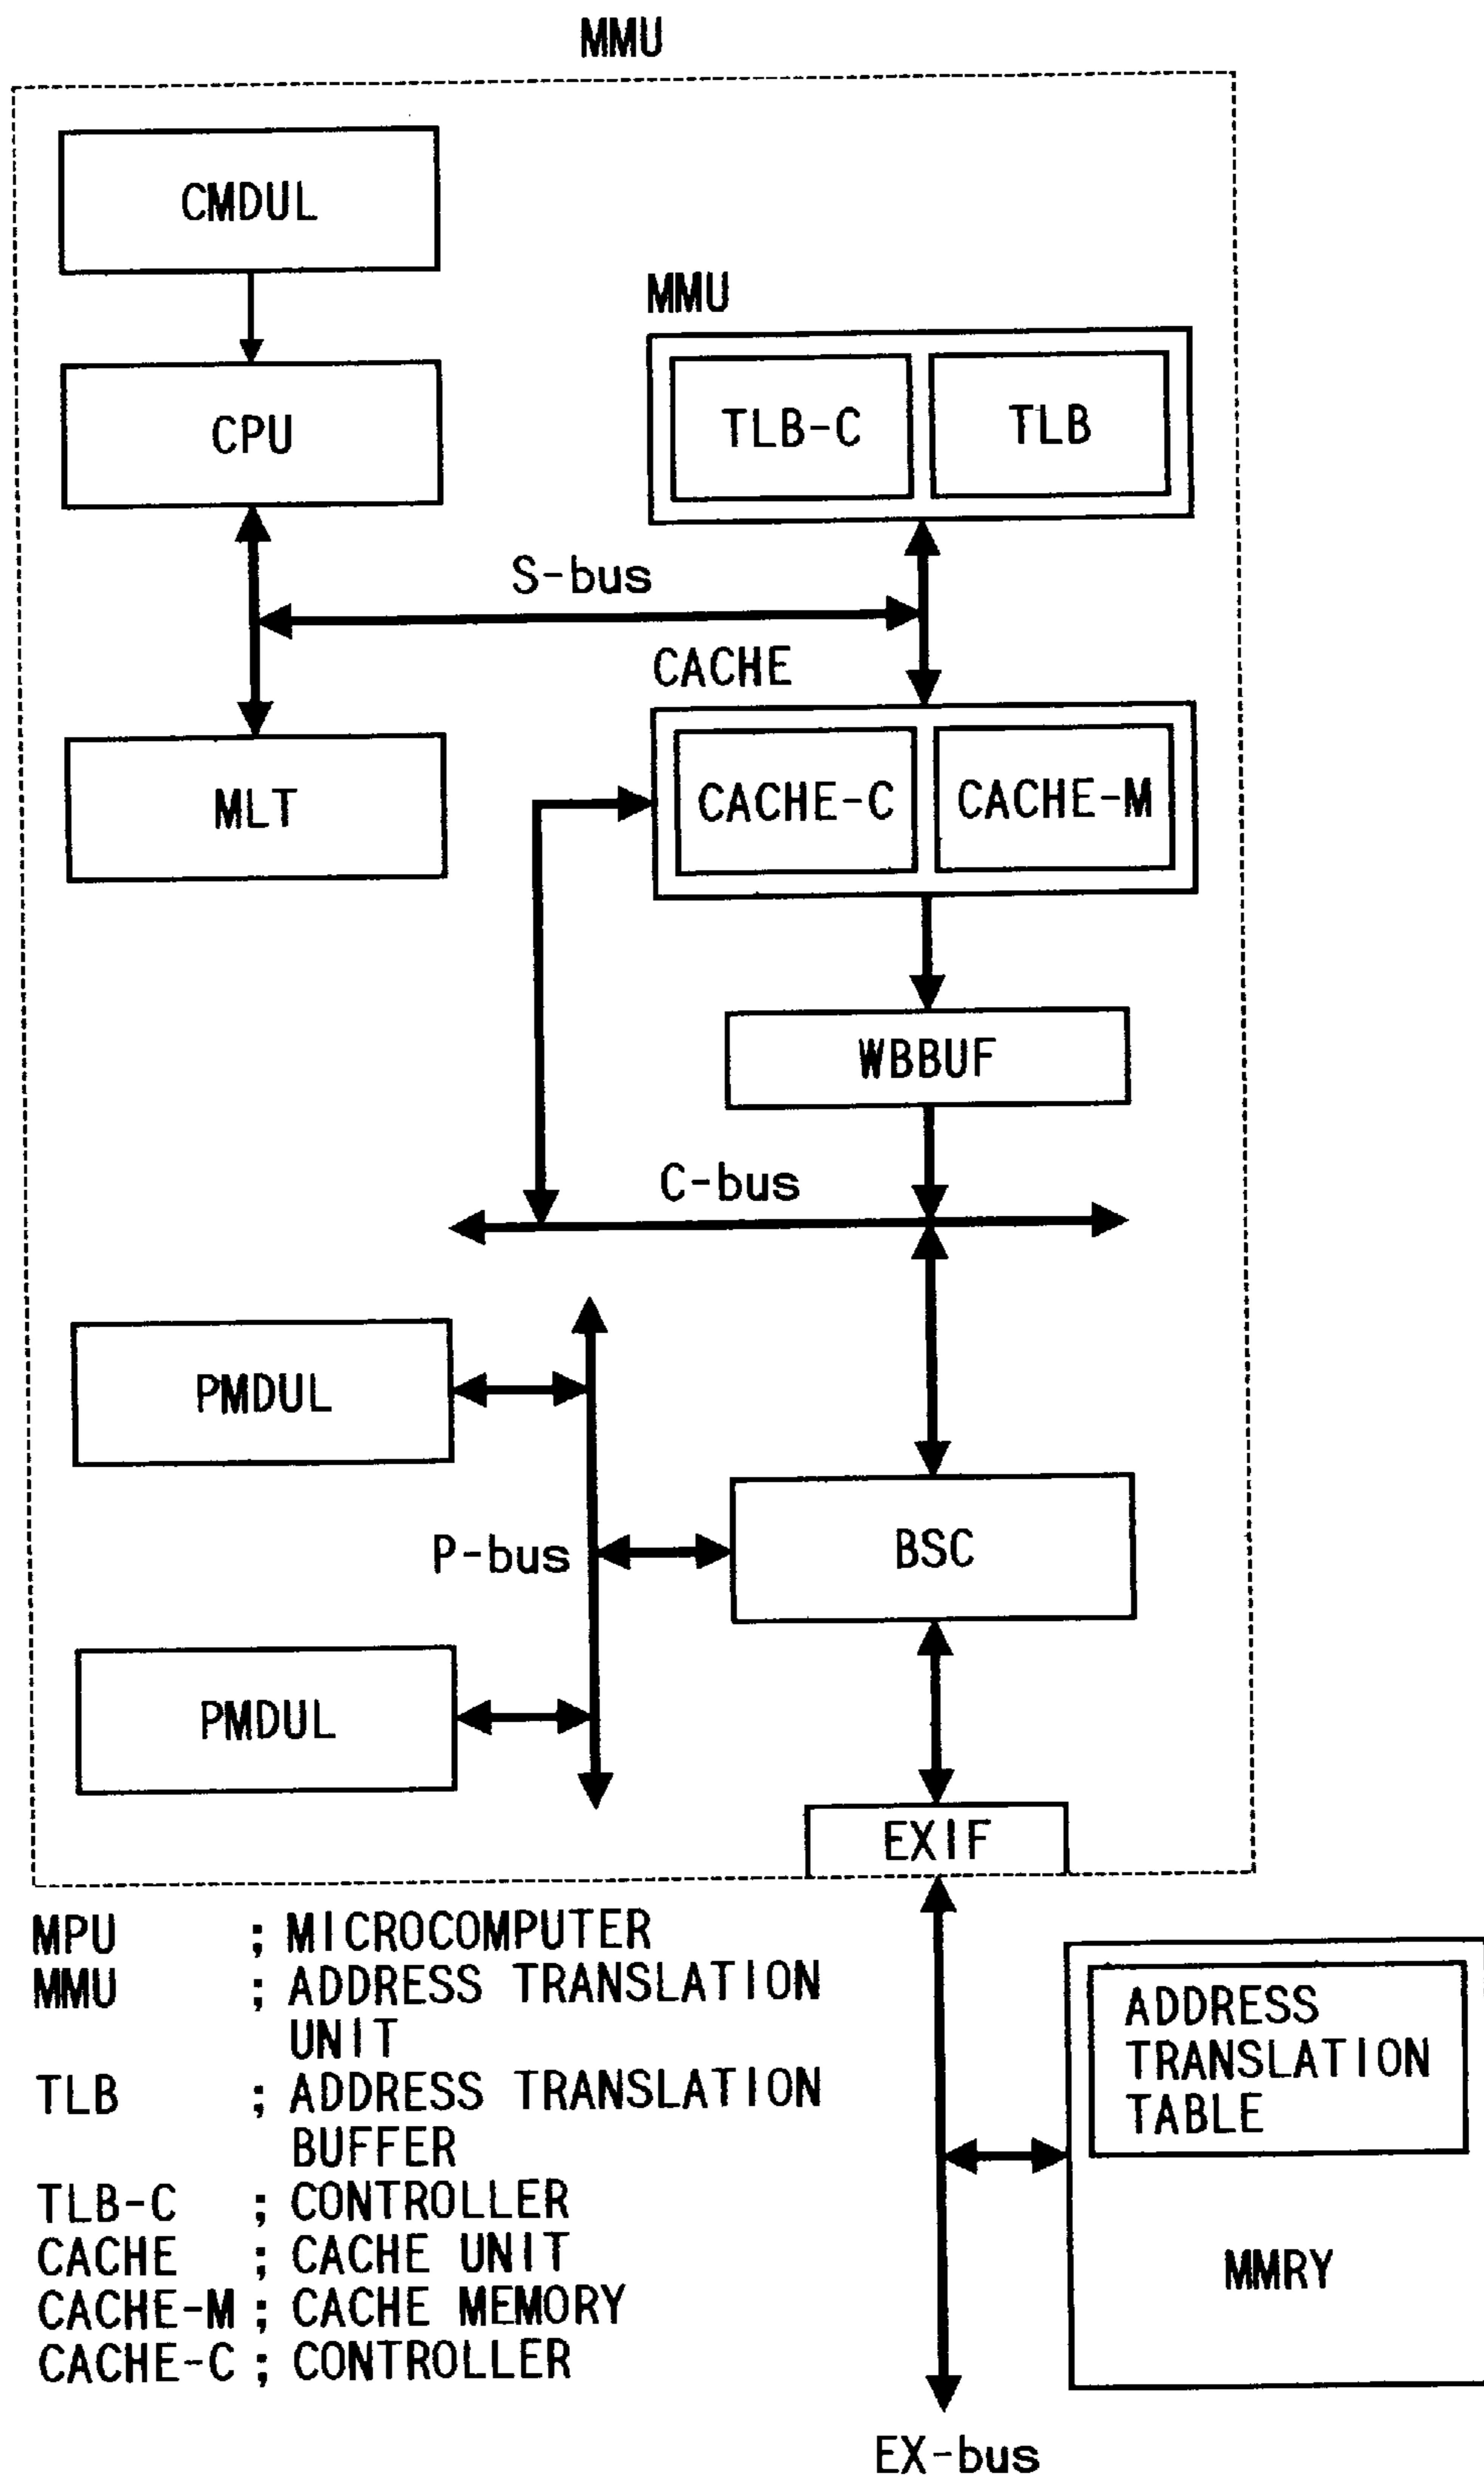 MMU
CMDUL
MMU
CPU
TLB-C
TLB
S-bus
CACHE
MLT
CACHE-C
CACHE-M
WBBUF
C-bus
PMDUL
P-bus
BSC
PMDUL
EXIF
MPU ; MICROCOMPUTER
MMU ; ADDRESS TRANSLATION
UNIT
TLB ; ADDRESS TRANSLATION
BUFFER
TLB-C ; CONTROLLER
CACHE ; CACHE UNIT
CACHE-M ; CACHE MEMORY
CACHE-C ; CONTROLLER
ADDRESS
TRANSLATION
TABLE
MMRY
EX-bus